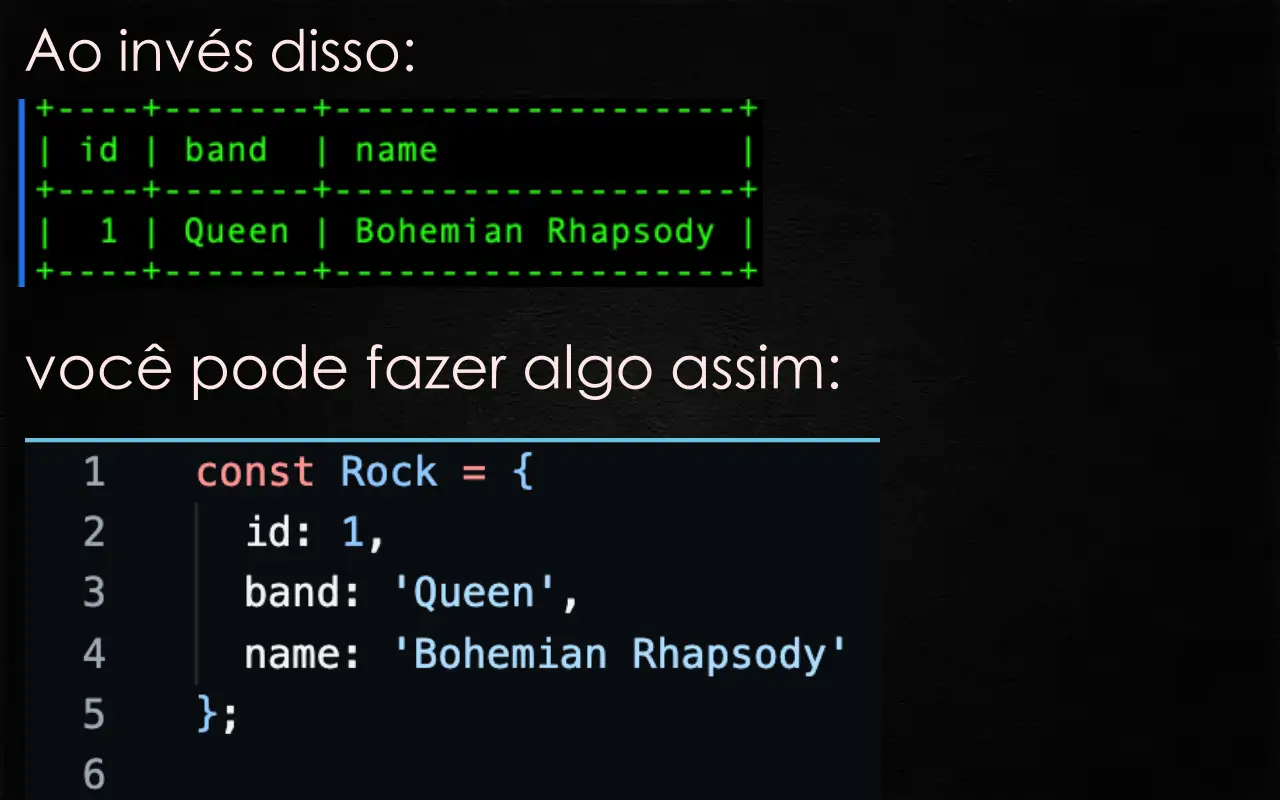 Ao invés disso:
+----+-------+-------------------+
| id | band  | name              |
+----+-------+-------------------+
|  1 | Queen | Bohemian Rhapsody |
+----+-------+-------------------+
você pode fazer algo assim:
1 const Rock = {
2 id: 1,
3 band: 'Queen',
4 name: 'Bohemian Rhapsody'
5 };
6